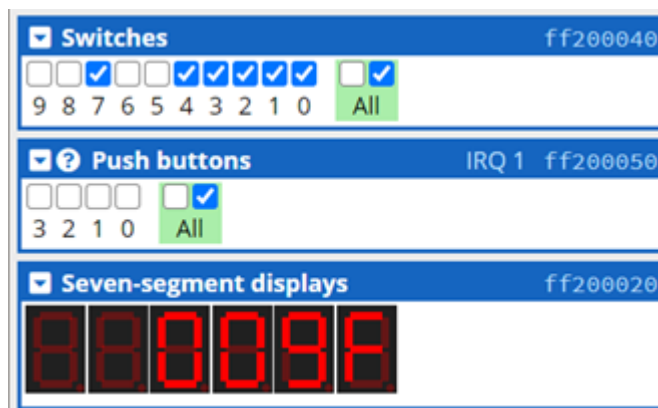 Switches ff200040
9 8 7 6 5 4 3 2 1 0 All
Push buttons IRQ 1 ff200050
3 2 1 0 All
Seven-segment displays ff200020
009F